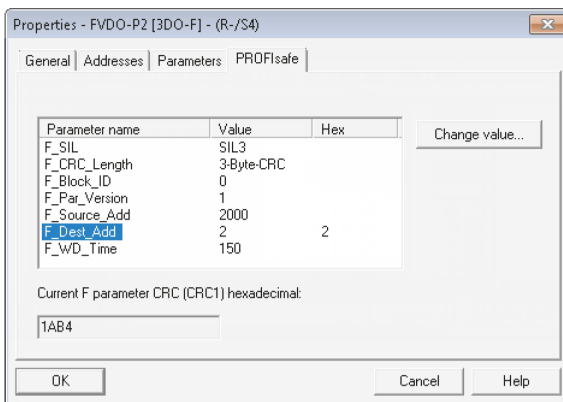 Properties - FVDO-P2 [3DO-F] - (R-/S4)
General Addresses Parameters PROFIsafe
Parameter name Value Hex
F_SIL SIL3
F_CRC_Length 3-Byte-CRC
F_Block_ID 0
F_Par_Version 1
F_Source_Add 2000
F_Dest_Add 2 2
F_WD_Time 150
Change value...
Current F parameter CRC (CRC1) hexadecimal:
1AB4
OK Cancel Help